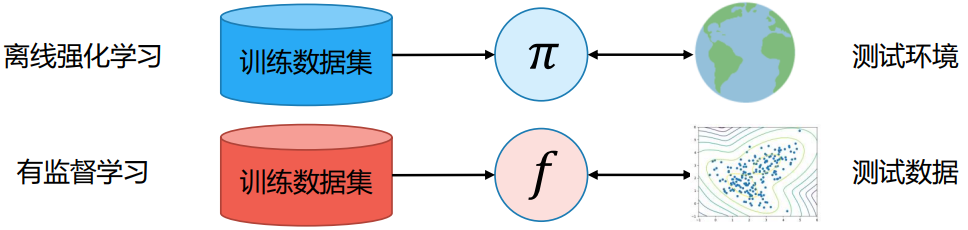 离线强化学习
训练数据集
π
测试环境
有监督学习
训练数据集
f
测试数据